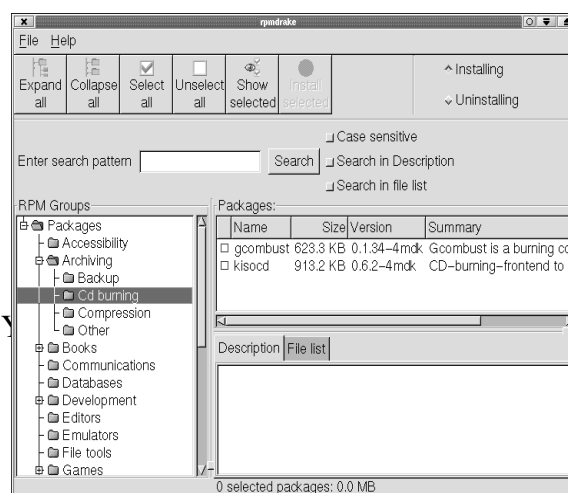 rpmdrake
File Help
Expand all
Collapse all
Select all
Unselect all
Show selected
Install selected
Installing
Uninstalling
Case sensitive
Enter search pattern
Search
Search in Description
Search in file list
RPM Groups
Packages
Accessibility
Archiving
Backup
Cd burning
Compression
Other
Books
Communications
Databases
Development
Editors
Emulators
File tools
Games
Packages:
Name Size Version Summary
gcombust 623.3 KB 0.1.34-4mdk Gcombust is a burning
kisocd 913.2 KB 0.6.2-4mdk CD-burning-frontend to
Description File list
0 selected packages: 0.0 MB